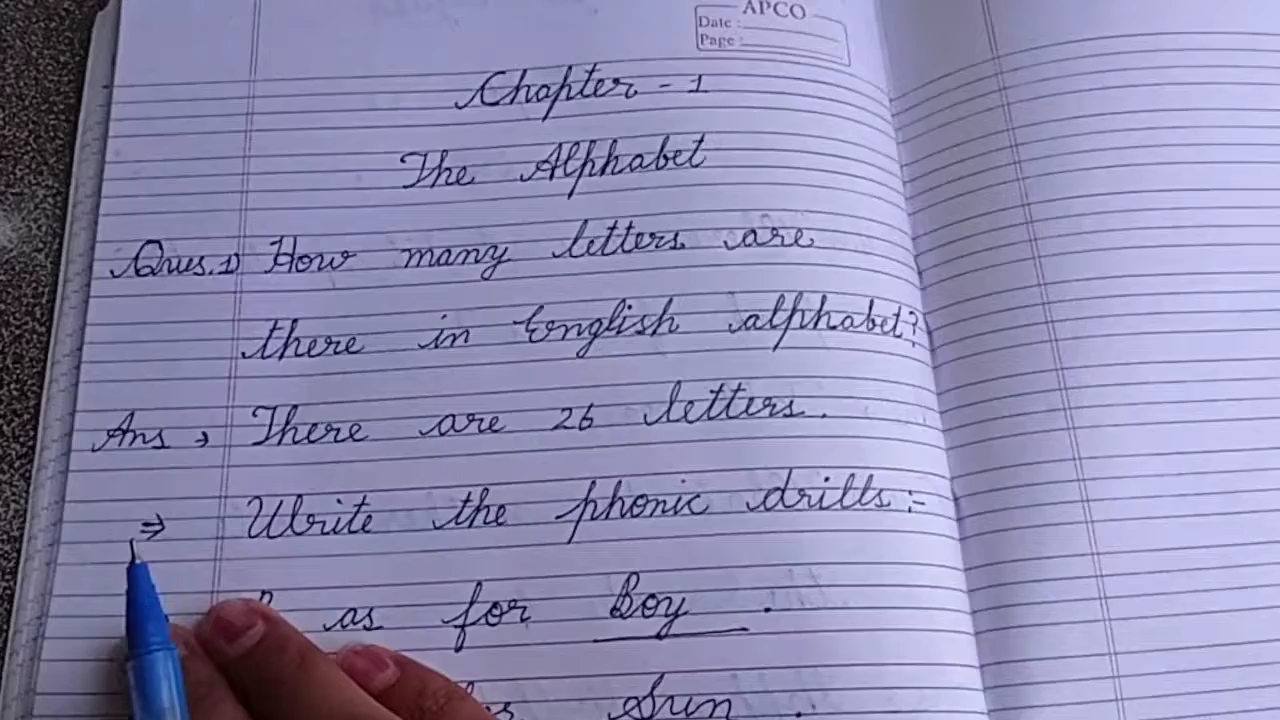 APCO
Date :
Page :
Chapter - 1
The Alphabet
Ques.1) How many letters are
there in English alphabet?
Ans → There are 26 letters.
⇒ Write the phonic drills :-
as for Boy .
Sun .